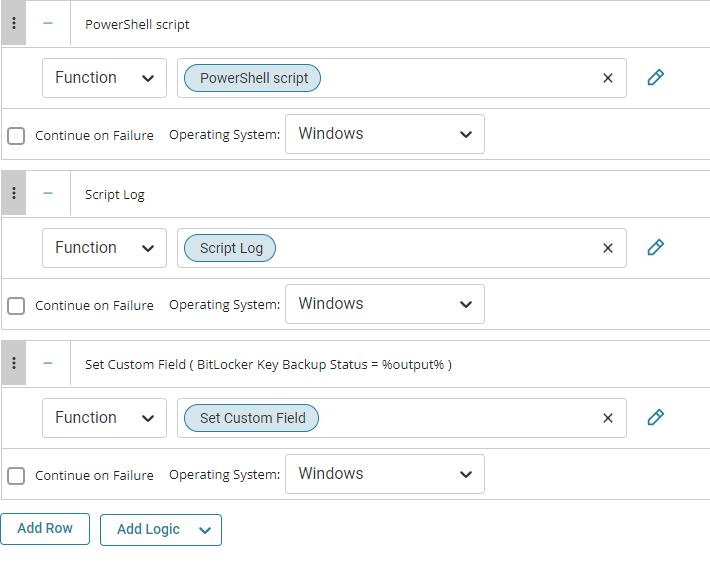 PowerShell script
Function PowerShell script
Continue on Failure Operating System: Windows
Script Log
Function Script Log
Continue on Failure Operating System: Windows
Set Custom Field ( BitLocker Key Backup Status = %output% )
Function Set Custom Field
Continue on Failure Operating System: Windows
Add Row Add Logic